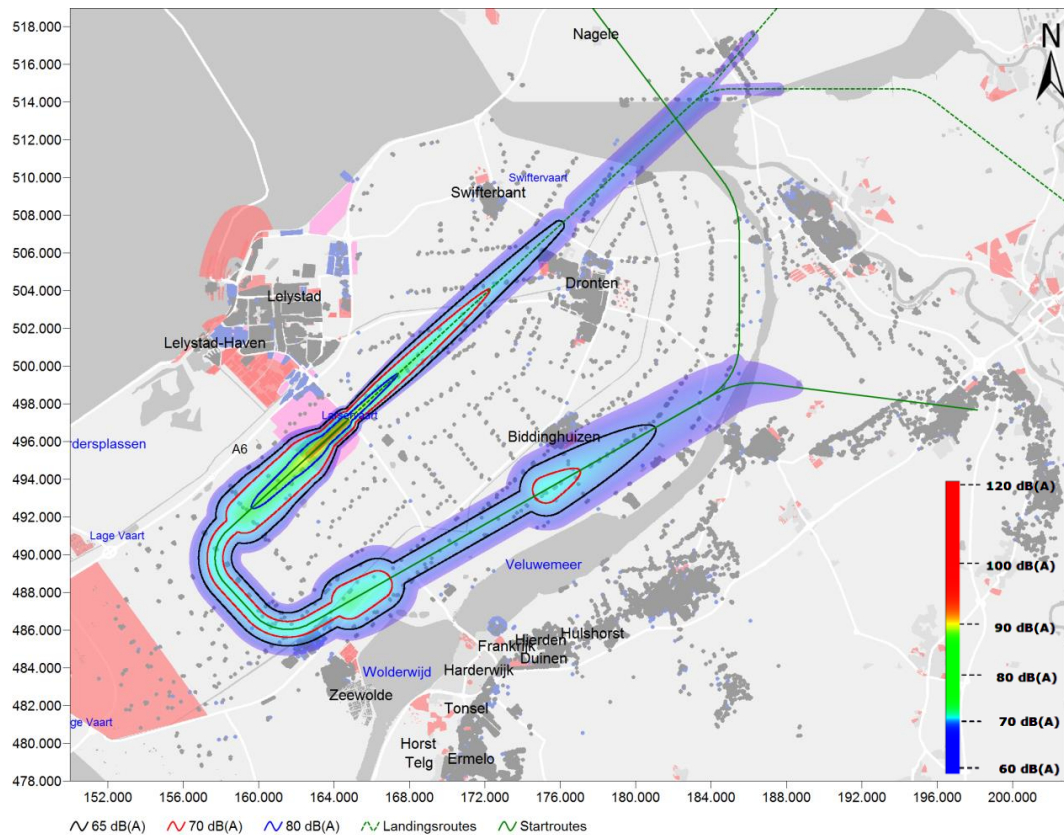 518.000
516.000
514.000
512.000
510.000
508.000
506.000
504.000
502.000
500.000
498.000
496.000
494.000
492.000
490.000
488.000
486.000
484.000
482.000
480.000
478.000
Nagele
N
Swiftervaart
Swifterbant
Dronten
Lelystad
Lelystad-Haven
Larservaart
Biddinghuizen
rdersplassen
A6
Lage Vaart
Veluwemeer
Hulshorst
Hierden
Frankrijk
Duinen
Harderwijk
Wolderwijd
Zeewolde
Tonsel
ge Vaart
Horst
Telg
Ermelo
120 dB(A)
100 dB(A)
90 dB(A)
80 dB(A)
70 dB(A)
60 dB(A)
152.000 156.000 160.000 164.000 168.000 172.000 176.000 180.000 184.000 188.000 192.000 196.000 200.000
65 dB(A) 70 dB(A) 80 dB(A) Landingsroutes Startroutes